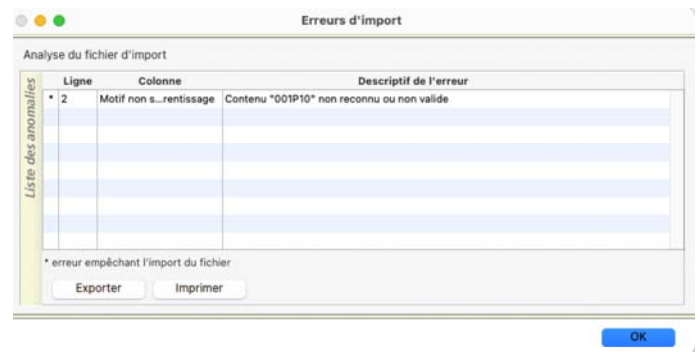 Erreurs d'import
Analyse du fichier d'import
Liste des anomalies
Ligne Colonne Descriptif de l'erreur
* 2 Motif non s...rentissage Contenu "001P10" non reconnu ou non valide
* erreur empêchant l'import du fichier
Exporter Imprimer
OK